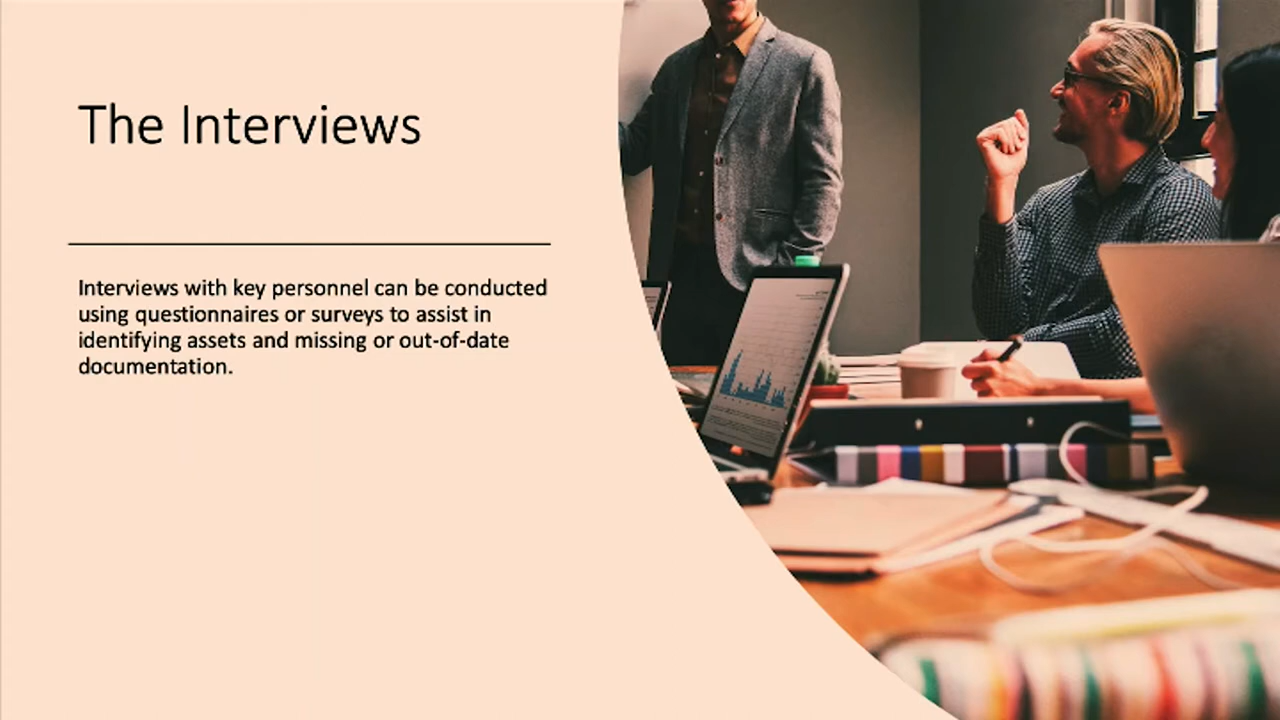 The Interviews
Interviews with key personnel can be conducted
using questionnaires or surveys to assist in
identifying assets and missing or out-of-date
documentation.